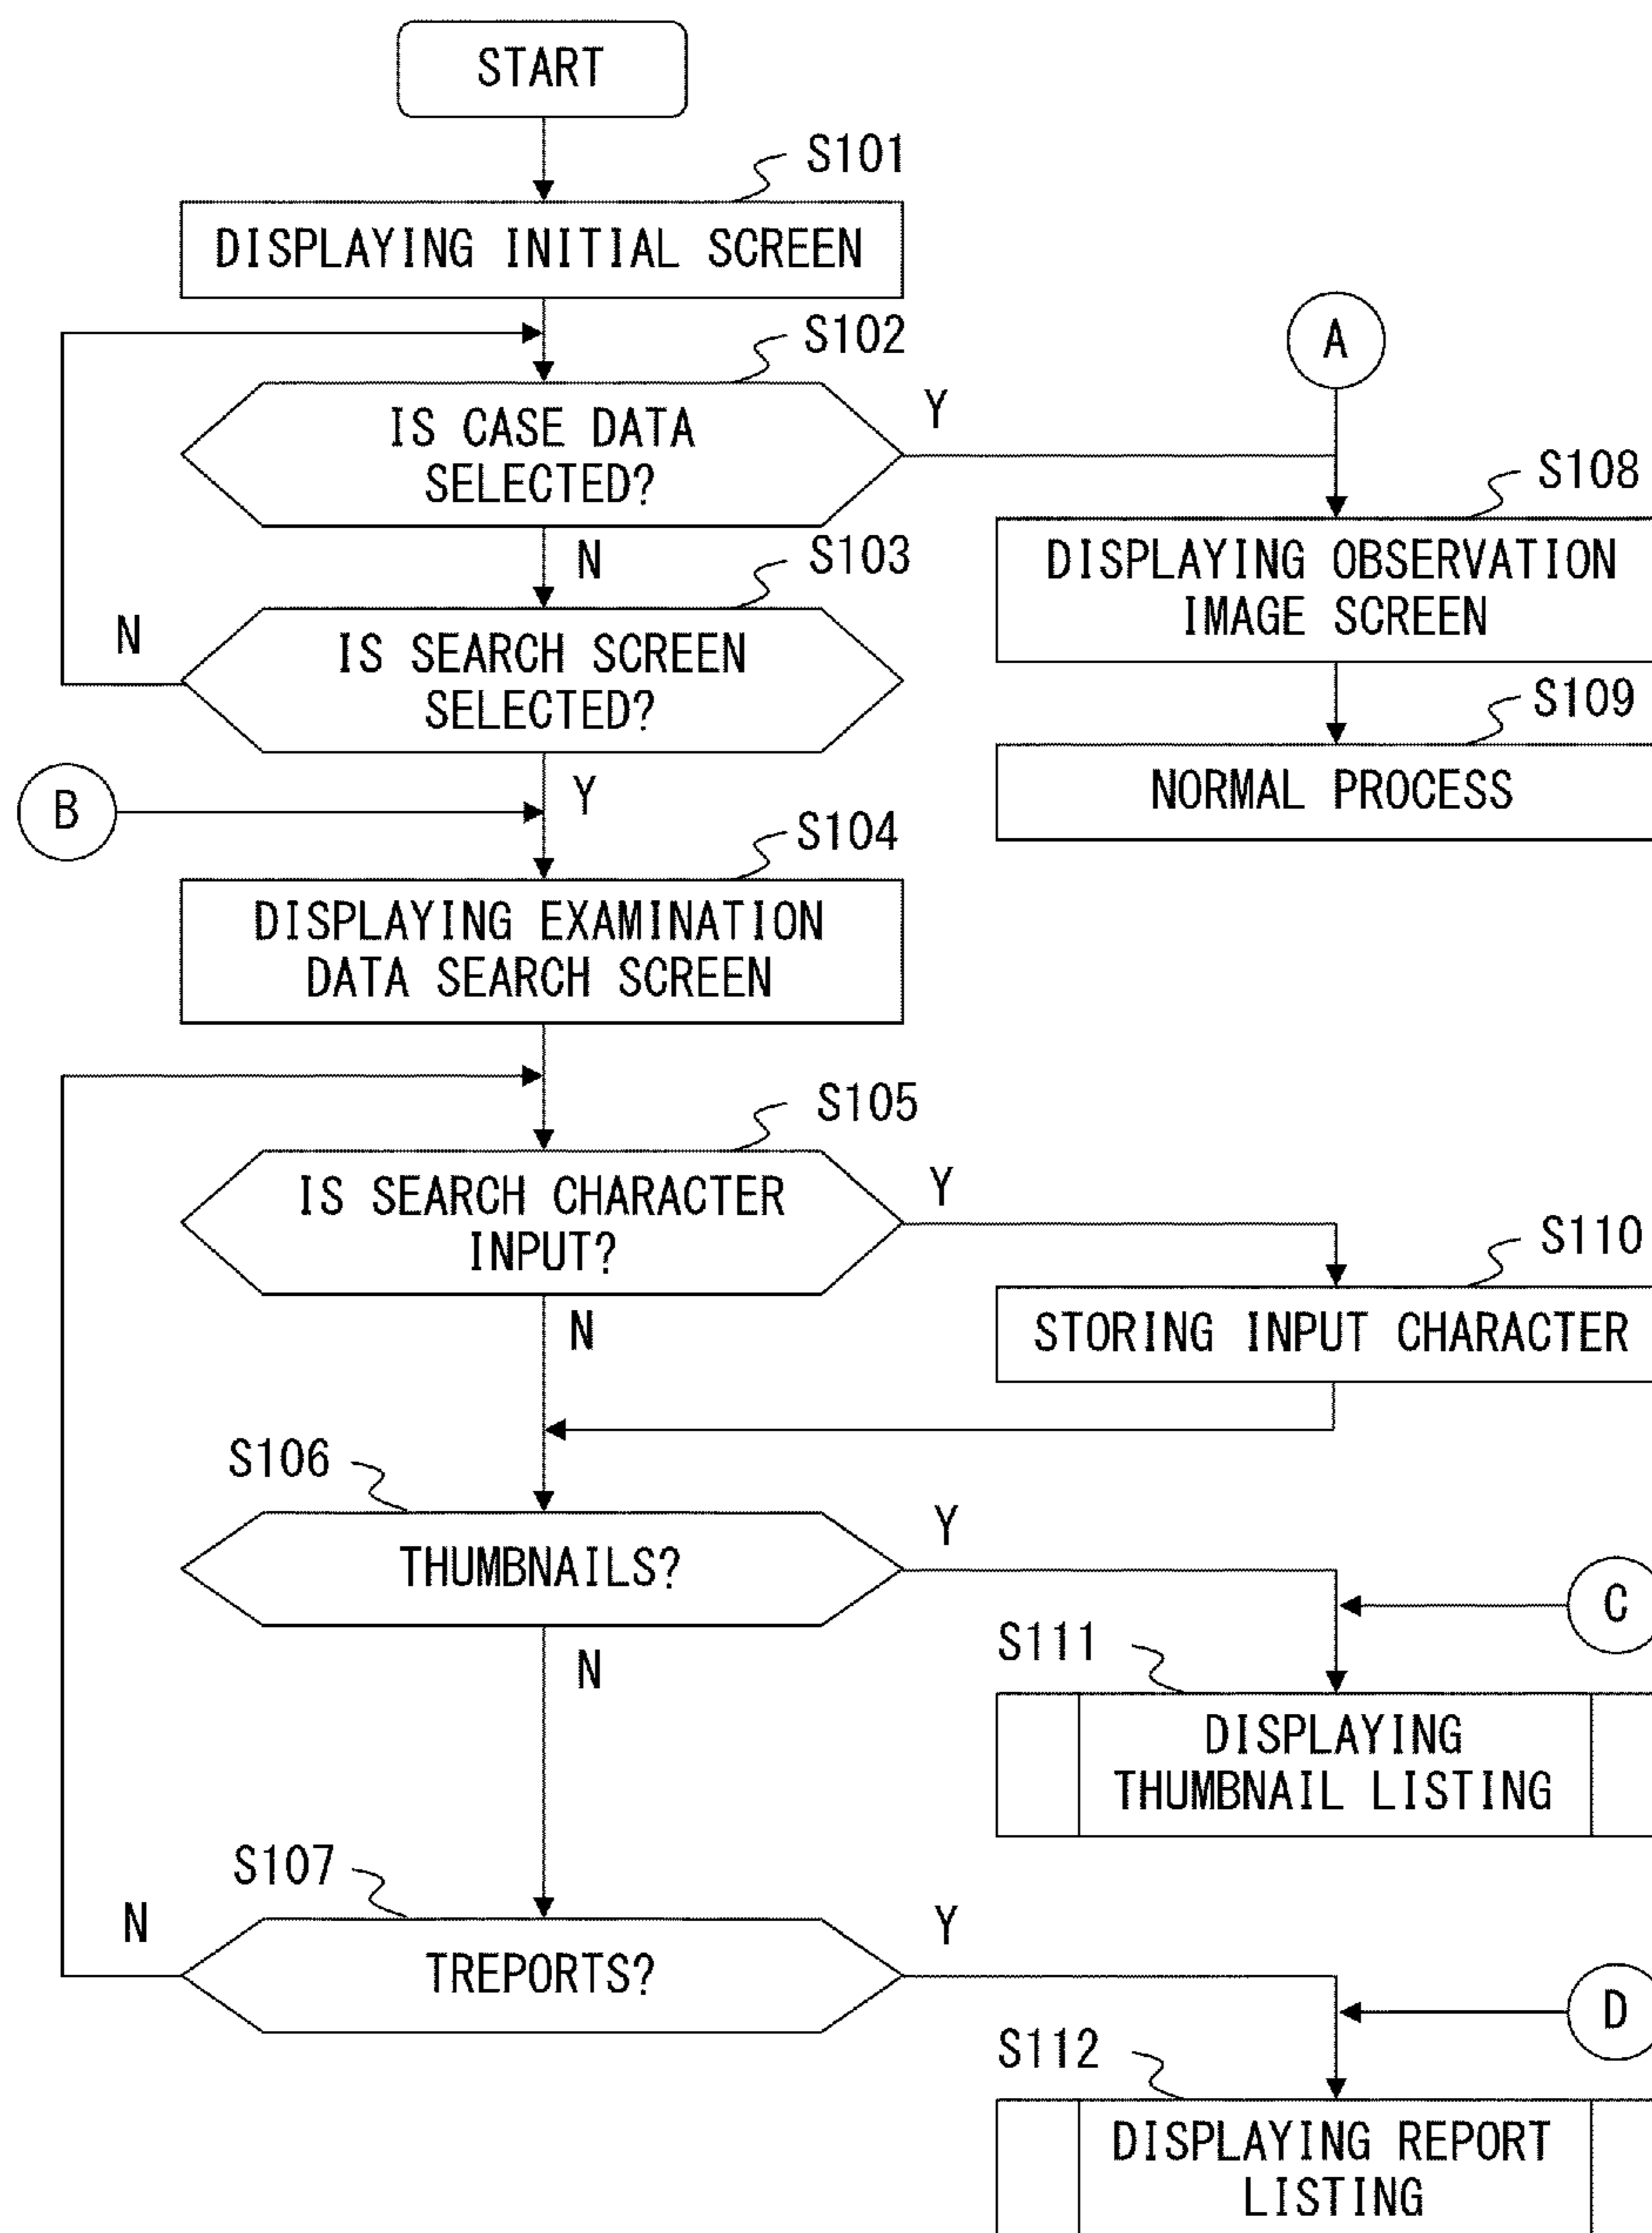 START
S101
DISPLAYING INITIAL SCREEN
S102
A
IS CASE DATA
SELECTED?
Y
S108
DISPLAYING OBSERVATION
IMAGE SCREEN
N
S103
IS SEARCH SCREEN
SELECTED?
N
S109
NORMAL PROCESS
Y
B
S104
DISPLAYING EXAMINATION
DATA SEARCH SCREEN
S105
IS SEARCH CHARACTER
INPUT?
Y
S110
STORING INPUT CHARACTER
N
S106
THUMBNAILS?
Y
C
N
S111
DISPLAYING
THUMBNAIL LISTING
S107
N
TREPORTS?
Y
D
S112
DISPLAYING REPORT
LISTING